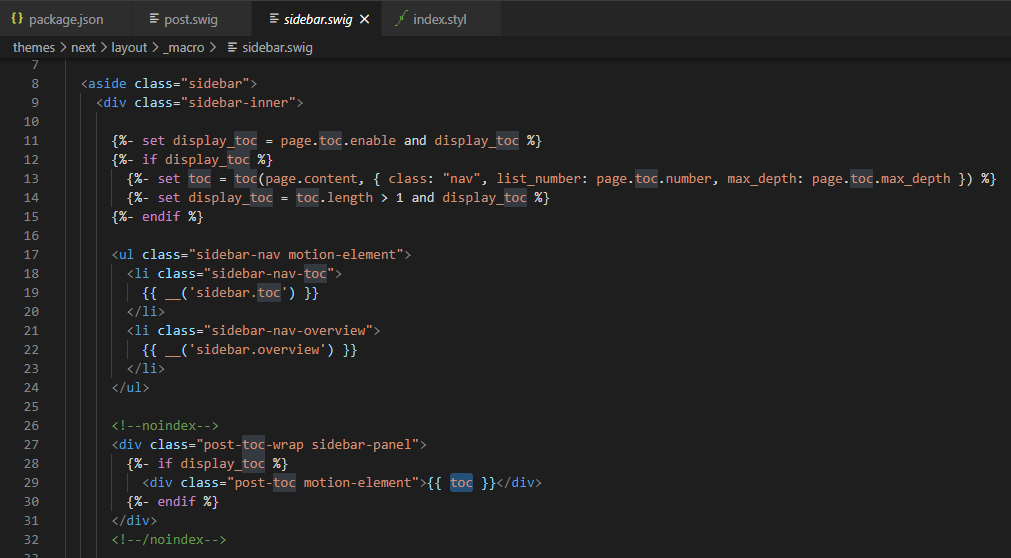 {} package.json post.swig sidebar.swig × index.styl
themes > next > layout > _macro > sidebar.swig
7
8 <aside class="sidebar">
9 <div class="sidebar-inner">
10
11 {%- set display_toc = page.toc.enable and display_toc %}
12 {%- if display_toc %}
13 {%- set toc = toc(page.content, { class: "nav", list_number: page.toc.number, max_depth: page.toc.max_depth }) %}
14 {%- set display_toc = toc.length > 1 and display_toc %}
15 {%- endif %}
16
17 <ul class="sidebar-nav motion-element">
18 <li class="sidebar-nav-toc">
19 {{ __('sidebar.toc') }}
20 </li>
21 <li class="sidebar-nav-overview">
22 {{ __('sidebar.overview') }}
23 </li>
24 </ul>
25
26 <!--noindex-->
27 <div class="post-toc-wrap sidebar-panel">
28 {%- if display_toc %}
29 <div class="post-toc motion-element">{{ toc }}</div>
30 {%- endif %}
31 </div>
32 <!--/noindex-->
33